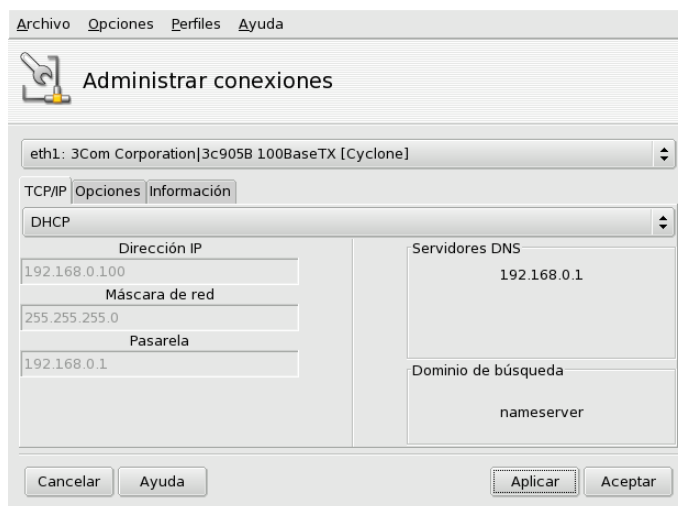 Archivo Opciones Perfiles Ayuda
Administrar conexiones
eth1: 3Com Corporation|3c905B 100BaseTX [Cyclone]
TCP/IP Opciones Información
DHCP
Dirección IP
192.168.0.100
Máscara de red
255.255.255.0
Pasarela
192.168.0.1
Servidores DNS
192.168.0.1
Dominio de búsqueda
nameserver
Cancelar Ayuda Aplicar Aceptar